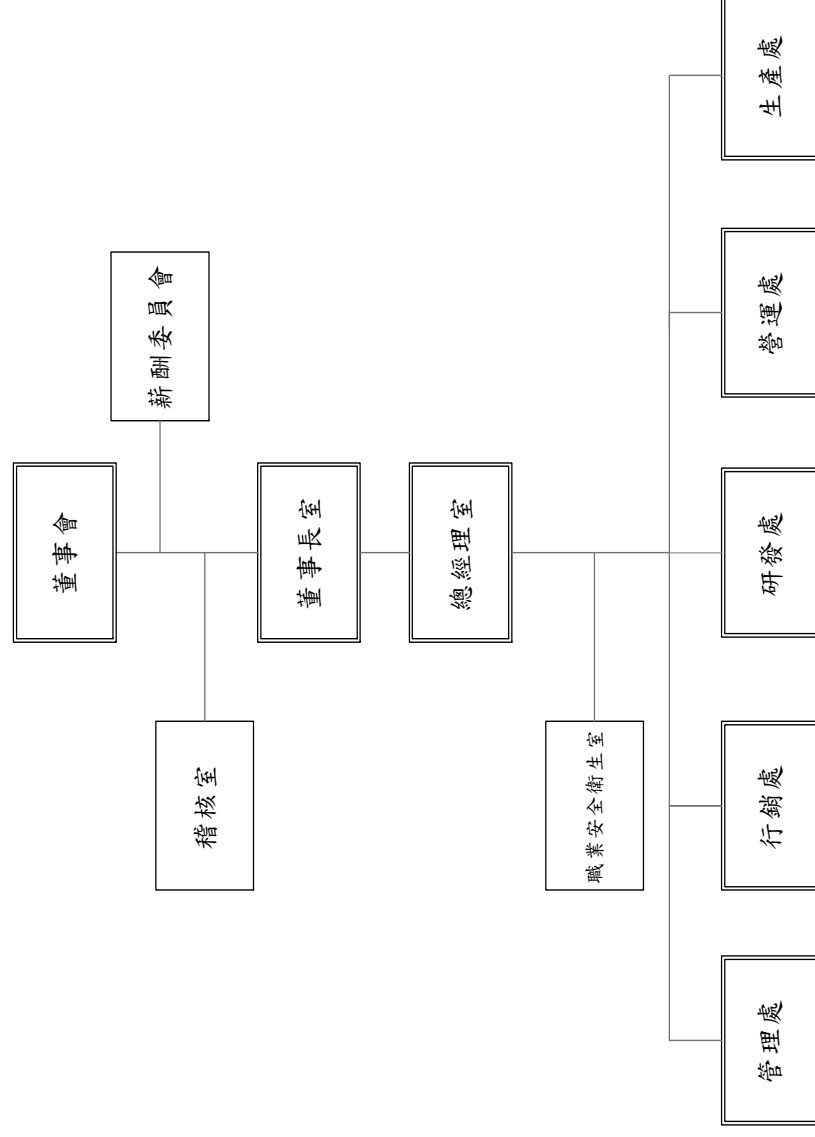 董事會
薪酬委員會
稽核室
董事長室
總經理室
職業安全衛生室
管理處
行銷處
研發處
營運處
生產處